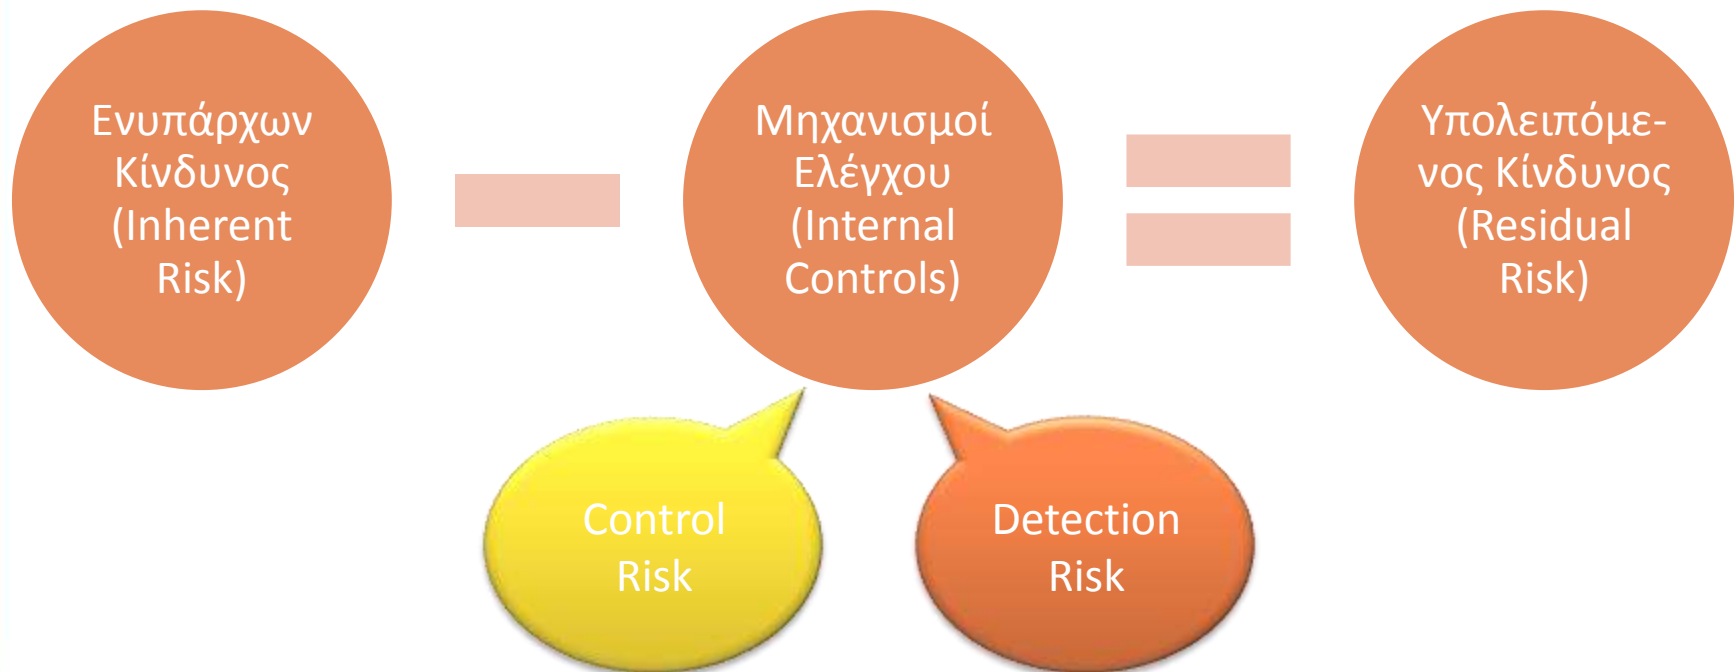 Ενυπάρχων
Κίνδυνος
(Inherent
Risk)
Μηχανισμοί
Ελέγχου
(Internal
Controls)
Υπολειπόμε-
νος Κίνδυνος
(Residual
Risk)
Control
Risk
Detection
Risk